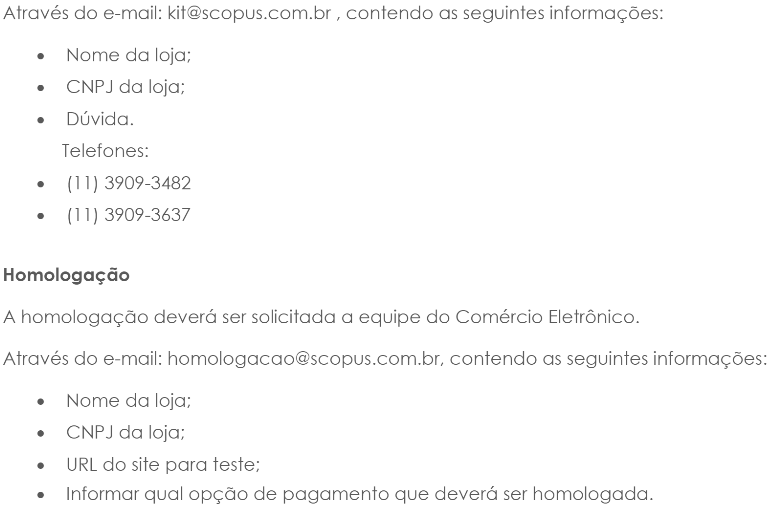 Através do e-mail: kit@scopus.com.br , contendo as seguintes informações:
• Nome da loja;
• CNPJ da loja;
• Dúvida.
Telefones:
• (11) 3909-3482
• (11) 3909-3637
Homologação
A homologação deverá ser solicitada a equipe do Comércio Eletrônico.
Através do e-mail: homologacao@scopus.com.br, contendo as seguintes informações:
• Nome da loja;
• CNPJ da loja;
• URL do site para teste;
• Informar qual opção de pagamento que deverá ser homologada.